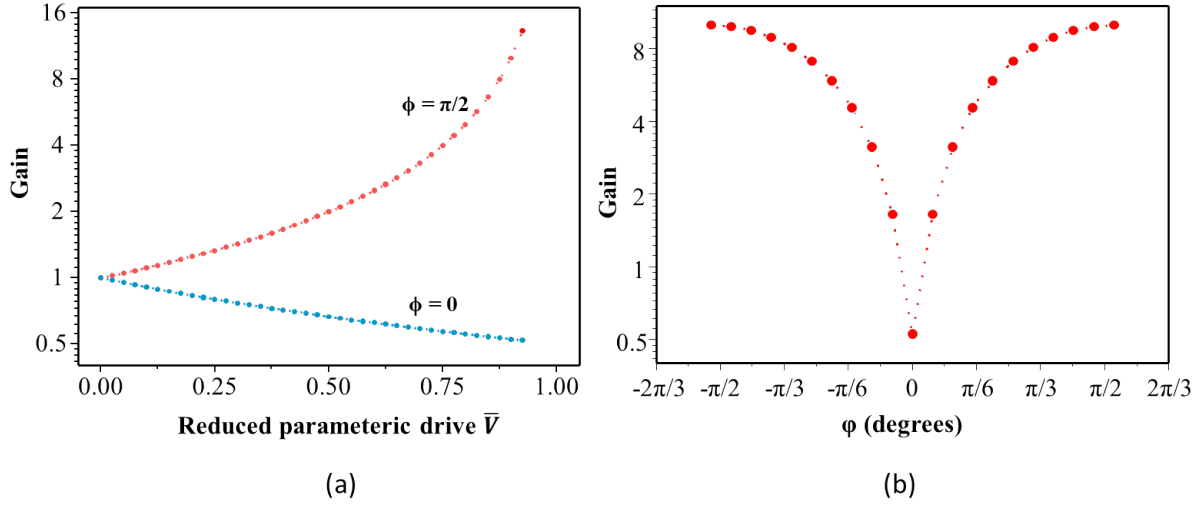 16
8
4
2
1
0.5
Gain
ϕ = π/2
ϕ = 0
0.00
0.25
0.50
0.75
1.00
Reduced parameteric drive V̅
(a)
8
4
2
1
0.5
Gain
-2π/3
-π/2
-π/3
-π/6
0
π/6
π/3
π/2
2π/3
φ (degrees)
(b)